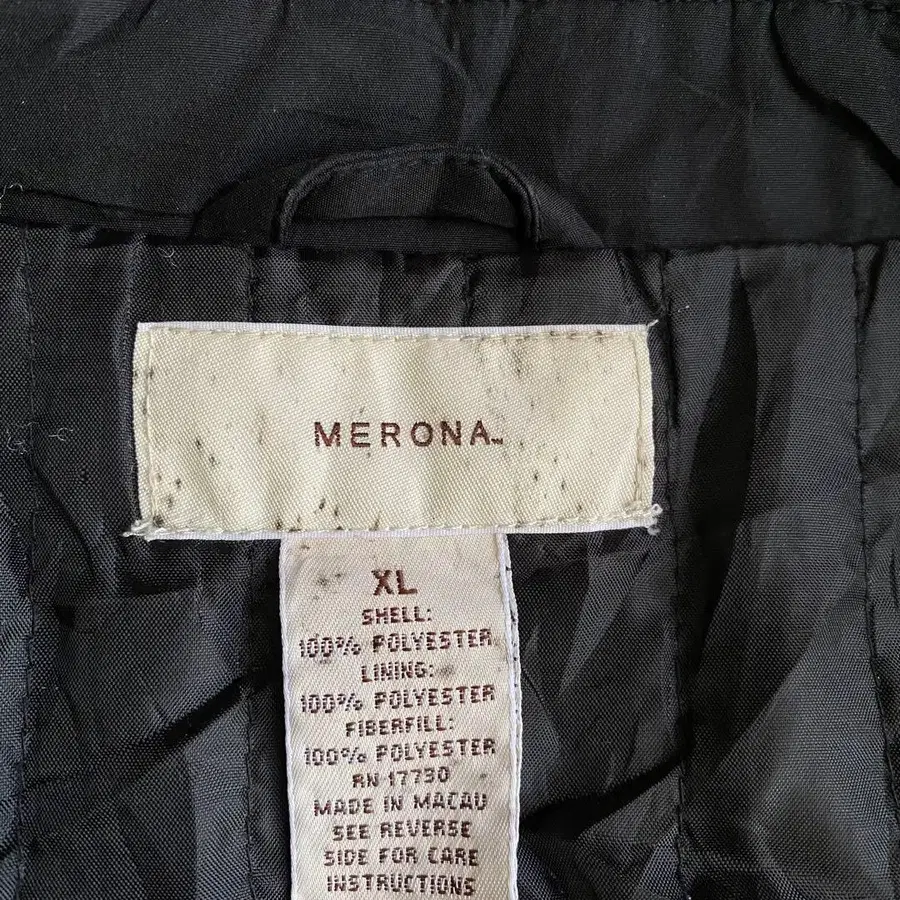 MERONA™
XL
SHELL:
100% POLYESTER
LINING:
100% POLYESTER
FIBERFILL:
100% POLYESTER
RN 17730
MADE IN MACAU
SEE REVERSE
SIDE FOR CARE
INSTRUCTIONS